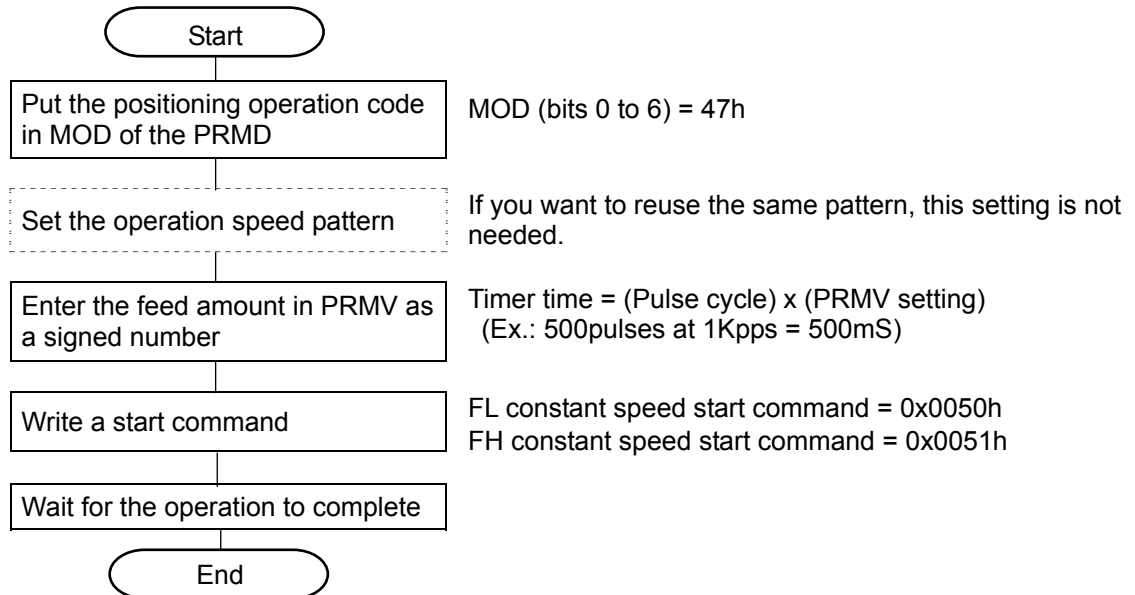 Start
Put the positioning operation code
in MOD of the PRMD
MOD (bits 0 to 6) = 47h
Set the operation speed pattern
If you want to reuse the same pattern, this setting is not
needed.
Enter the feed amount in PRMV as
a signed number
Timer time = (Pulse cycle) x (PRMV setting)
(Ex.: 500pulses at 1Kpps = 500mS)
Write a start command
FL constant speed start command = 0x0050h
FH constant speed start command = 0x0051h
Wait for the operation to complete
End